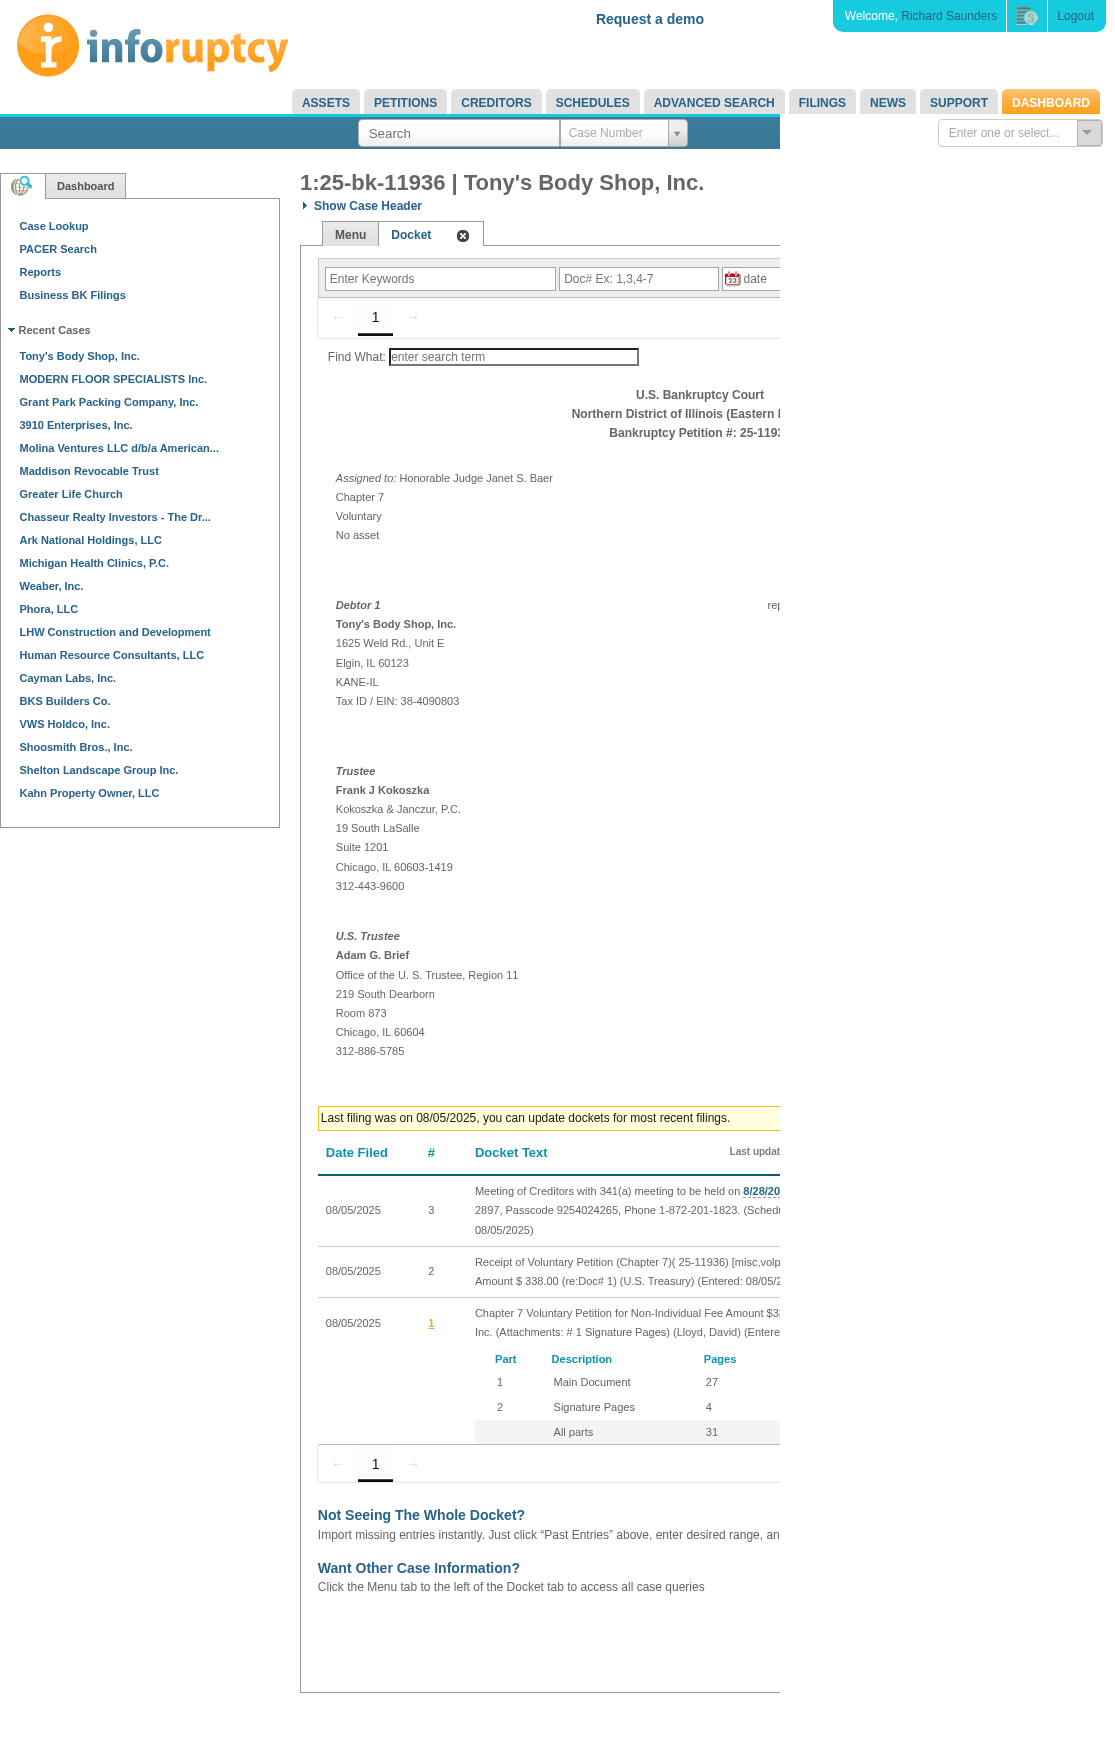 inforuptcy
Request a demo
Welcome, Richard Saunders
Logout
ASSETS
PETITIONS
CREDITORS
SCHEDULES
ADVANCED SEARCH
FILINGS
NEWS
SUPPORT
DASHBOARD
Search
Case Number
Enter one or select...
Dashboard
Case Lookup
PACER Search
Reports
Business BK Filings
Recent Cases
Tony's Body Shop, Inc.
MODERN FLOOR SPECIALISTS Inc.
Grant Park Packing Company, Inc.
3910 Enterprises, Inc.
Molina Ventures LLC d/b/a American...
Maddison Revocable Trust
Greater Life Church
Chasseur Realty Investors - The Dr...
Ark National Holdings, LLC
Michigan Health Clinics, P.C.
Weaber, Inc.
Phora, LLC
LHW Construction and Development
Human Resource Consultants, LLC
Cayman Labs, Inc.
BKS Builders Co.
VWS Holdco, Inc.
Shoosmith Bros., Inc.
Shelton Landscape Group Inc.
Kahn Property Owner, LLC
1:25-bk-11936 | Tony's Body Shop, Inc.
Show Case Header
Menu
Docket
Enter Keywords
Doc# Ex: 1,3,4-7
23
date
← 1 →
Find What: enter search term
U.S. Bankruptcy Court
Northern District of Illinois (Eastern
Bankruptcy Petition #: 25-1193
Assigned to: Honorable Judge Janet S. Baer
Chapter 7
Voluntary
No asset
Debtor 1
rep
Tony's Body Shop, Inc.
1625 Weld Rd., Unit E
Elgin, IL 60123
KANE-IL
Tax ID / EIN: 38-4090803
Trustee
Frank J Kokoszka
Kokoszka & Janczur, P.C.
19 South LaSalle
Suite 1201
Chicago, IL 60603-1419
312-443-9600
U.S. Trustee
Adam G. Brief
Office of the U. S. Trustee, Region 11
219 South Dearborn
Room 873
Chicago, IL 60604
312-886-5785
Last filing was on 08/05/2025, you can update dockets for most recent filings.
Date Filed
#
Docket Text
Last updat
08/05/2025
3
Meeting of Creditors with 341(a) meeting to be held on 8/28/20
2897, Passcode 9254024265, Phone 1-872-201-1823. (Schedu
08/05/2025)
08/05/2025
2
Receipt of Voluntary Petition (Chapter 7)( 25-11936) [misc,volp
Amount $ 338.00 (re:Doc# 1) (U.S. Treasury) (Entered: 08/05/2
08/05/2025
1
Chapter 7 Voluntary Petition for Non-Individual Fee Amount $33
Inc. (Attachments: # 1 Signature Pages) (Lloyd, David) (Entere
Part
Description
Pages
1
Main Document
27
2
Signature Pages
4
All parts
31
← 1 →
Not Seeing The Whole Docket?
Import missing entries instantly. Just click “Past Entries” above, enter desired range, an
Want Other Case Information?
Click the Menu tab to the left of the Docket tab to access all case queries